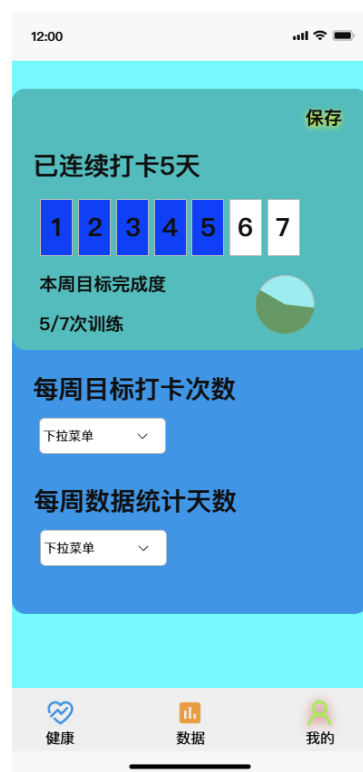 12:00
保存
已连续打卡5天
1 2 3 4 5 6 7
本周目标完成度
5/7次训练
每周目标打卡次数
下拉菜单
每周数据统计天数
下拉菜单
健康 数据 我的